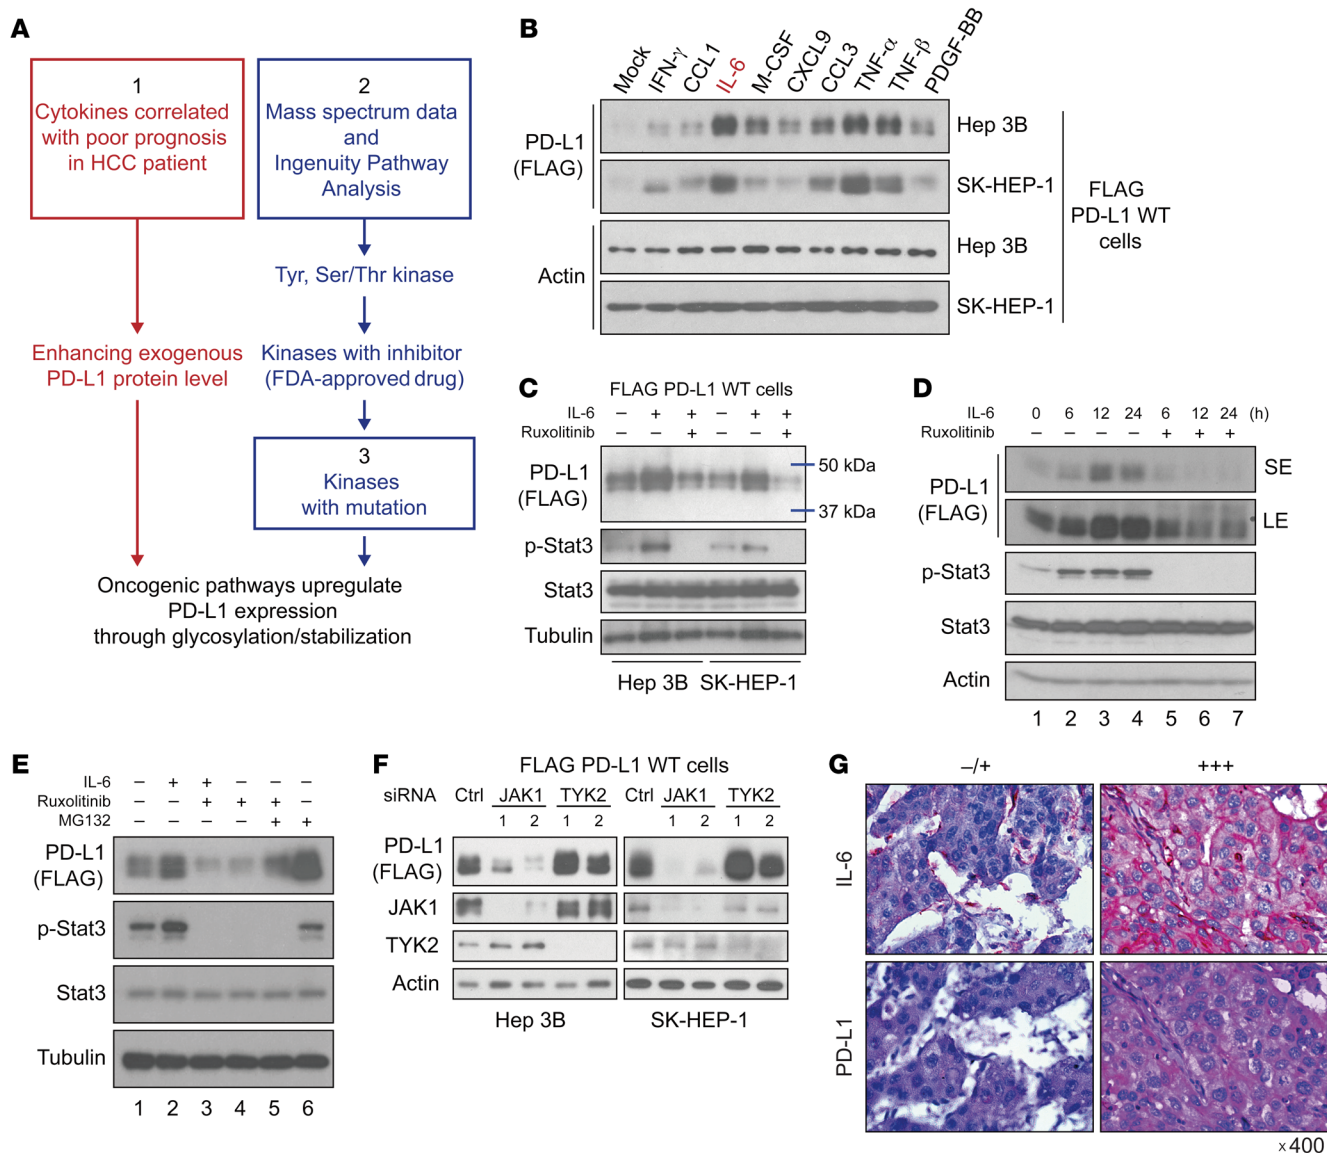 A
1
Cytokines correlated
with poor prognosis
in HCC patient
Enhancing exogenous
PD-L1 protein level
2
Mass spectrum data
and
Ingenuity Pathway
Analysis
Tyr, Ser/Thr kinase
Kinases with inhibitor
(FDA-approved drug)
3
Kinases
with mutation
Oncogenic pathways upregulate
PD-L1 expression
through glycosylation/stabilization
B
Mock IFN-γ CCL1 IL-6 M-CSF CXCL9 CCL3 TNF-α TNF-β PDGF-BB
PD-L1
(FLAG)
Hep 3B
SK-HEP-1
Actin
Hep 3B
SK-HEP-1
FLAG
PD-L1 WT
cells
C
FLAG PD-L1 WT cells
IL-6 – + + – + +
Ruxolitinib – – + – – +
PD-L1
(FLAG)
50 kDa
37 kDa
p-Stat3
Stat3
Tubulin
Hep 3B SK-HEP-1
D
IL-6 0 6 12 24 6 12 24 (h)
Ruxolitinib – – – – + + +
PD-L1
(FLAG)
SE
LE
p-Stat3
Stat3
Actin
1 2 3 4 5 6 7
E
IL-6 – + + – – –
Ruxolitinib – – + + + –
MG132 – – – – + +
PD-L1
(FLAG)
p-Stat3
Stat3
Tubulin
1 2 3 4 5 6
F
FLAG PD-L1 WT cells
siRNA Ctrl JAK1 TYK2 Ctrl JAK1 TYK2
1 2 1 2 1 2 1 2
PD-L1
(FLAG)
JAK1
TYK2
Actin
Hep 3B SK-HEP-1
G
–/+ +++
IL-6
PD-L1
×400